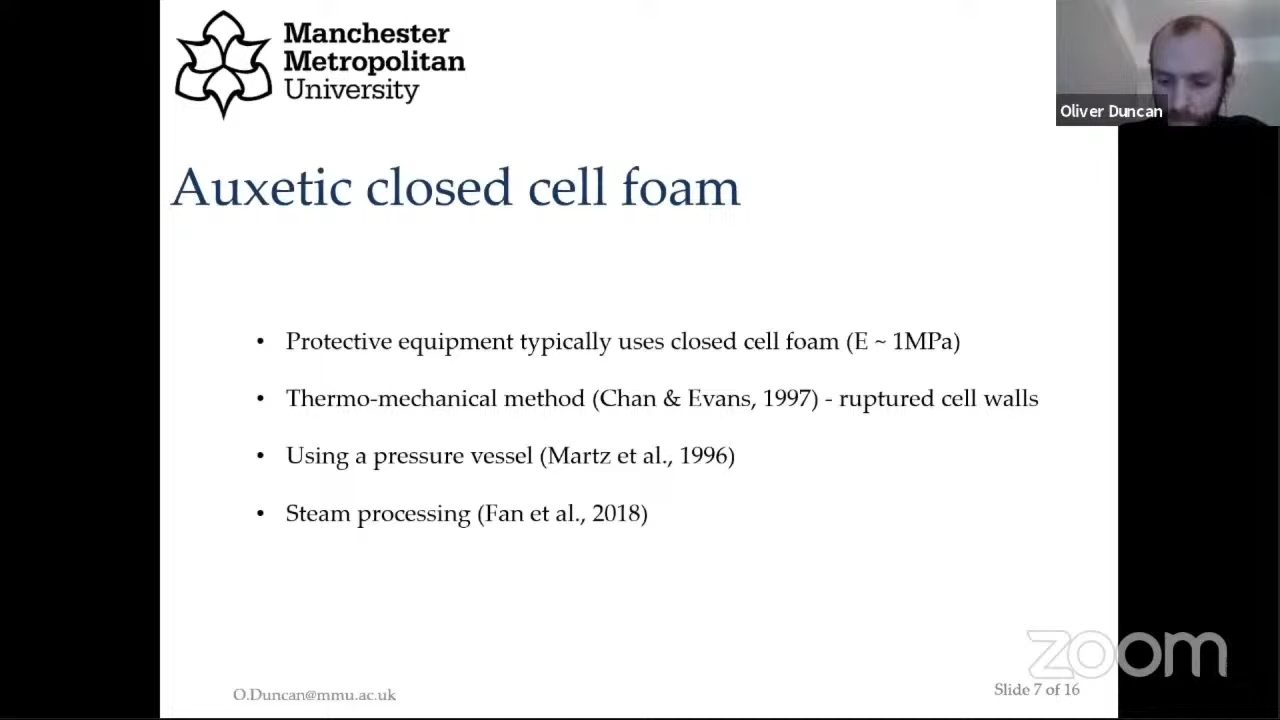 Manchester
Metropolitan
University
Oliver Duncan
Auxetic closed cell foam
• Protective equipment typically uses closed cell foam (E ~ 1MPa)
• Thermo-mechanical method (Chan & Evans, 1997) - ruptured cell walls
• Using a pressure vessel (Martz et al., 1996)
• Steam processing (Fan et al., 2018)
zoom
O.Duncan@mmu.ac.uk
Slide 7 of 16